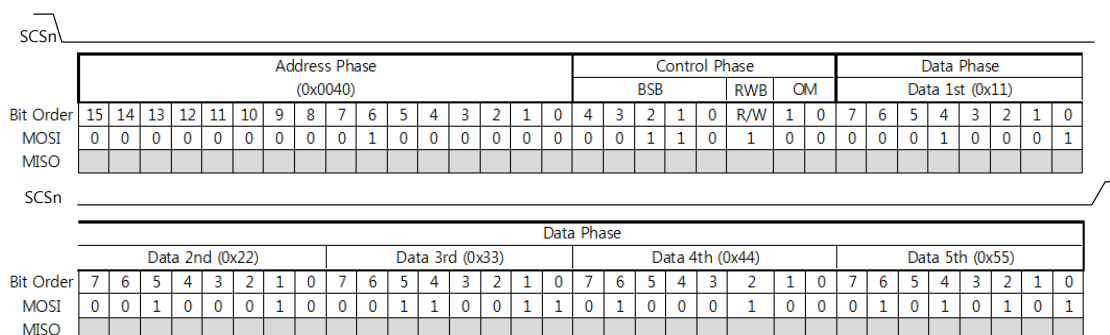 SCSn
Address Phase Control Phase Data Phase
(0x0040) BSB RWB OM Data 1st (0x11)
Bit Order 15 14 13 12 11 10 9 8 7 6 5 4 3 2 1 0 4 3 2 1 0 R/W 1 0 7 6 5 4 3 2 1 0
MOSI 0 0 0 0 0 0 0 0 0 1 0 0 0 0 0 0 0 0 1 1 0 1 0 0 0 0 0 1 0 0 0 1
MISO
SCSn
Data Phase
Data 2nd (0x22) Data 3rd (0x33) Data 4th (0x44) Data 5th (0x55)
Bit Order 7 6 5 4 3 2 1 0 7 6 5 4 3 2 1 0 7 6 5 4 3 2 1 0 7 6 5 4 3 2 1 0
MOSI 0 0 1 0 0 0 1 0 0 0 1 1 0 0 1 1 0 1 0 0 0 1 0 0 0 1 0 1 0 1 0 1
MISO